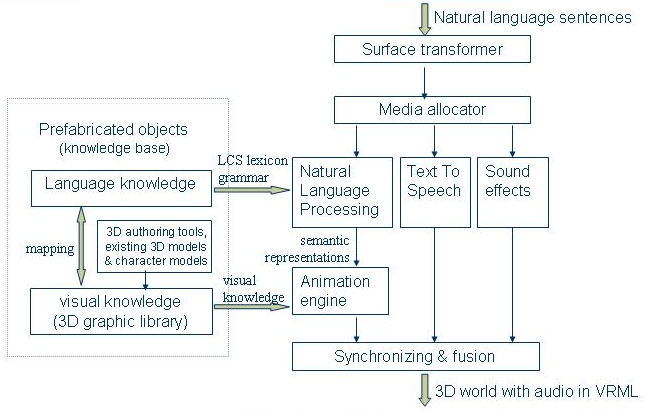 Natural language sentences
Surface transformer
Media allocator
Prefabricated objects
(knowledge base)
LCS lexicon
grammar
Language knowledge
Natural
Language
Processing
Text To
Speech
Sound
effects
mapping
3D authoring tools,
existing 3D models
& character models
semantic
representations
visual
knowledge
Animation
engine
visual knowledge
(3D graphic library)
Synchronizing & fusion
3D world with audio in VRML